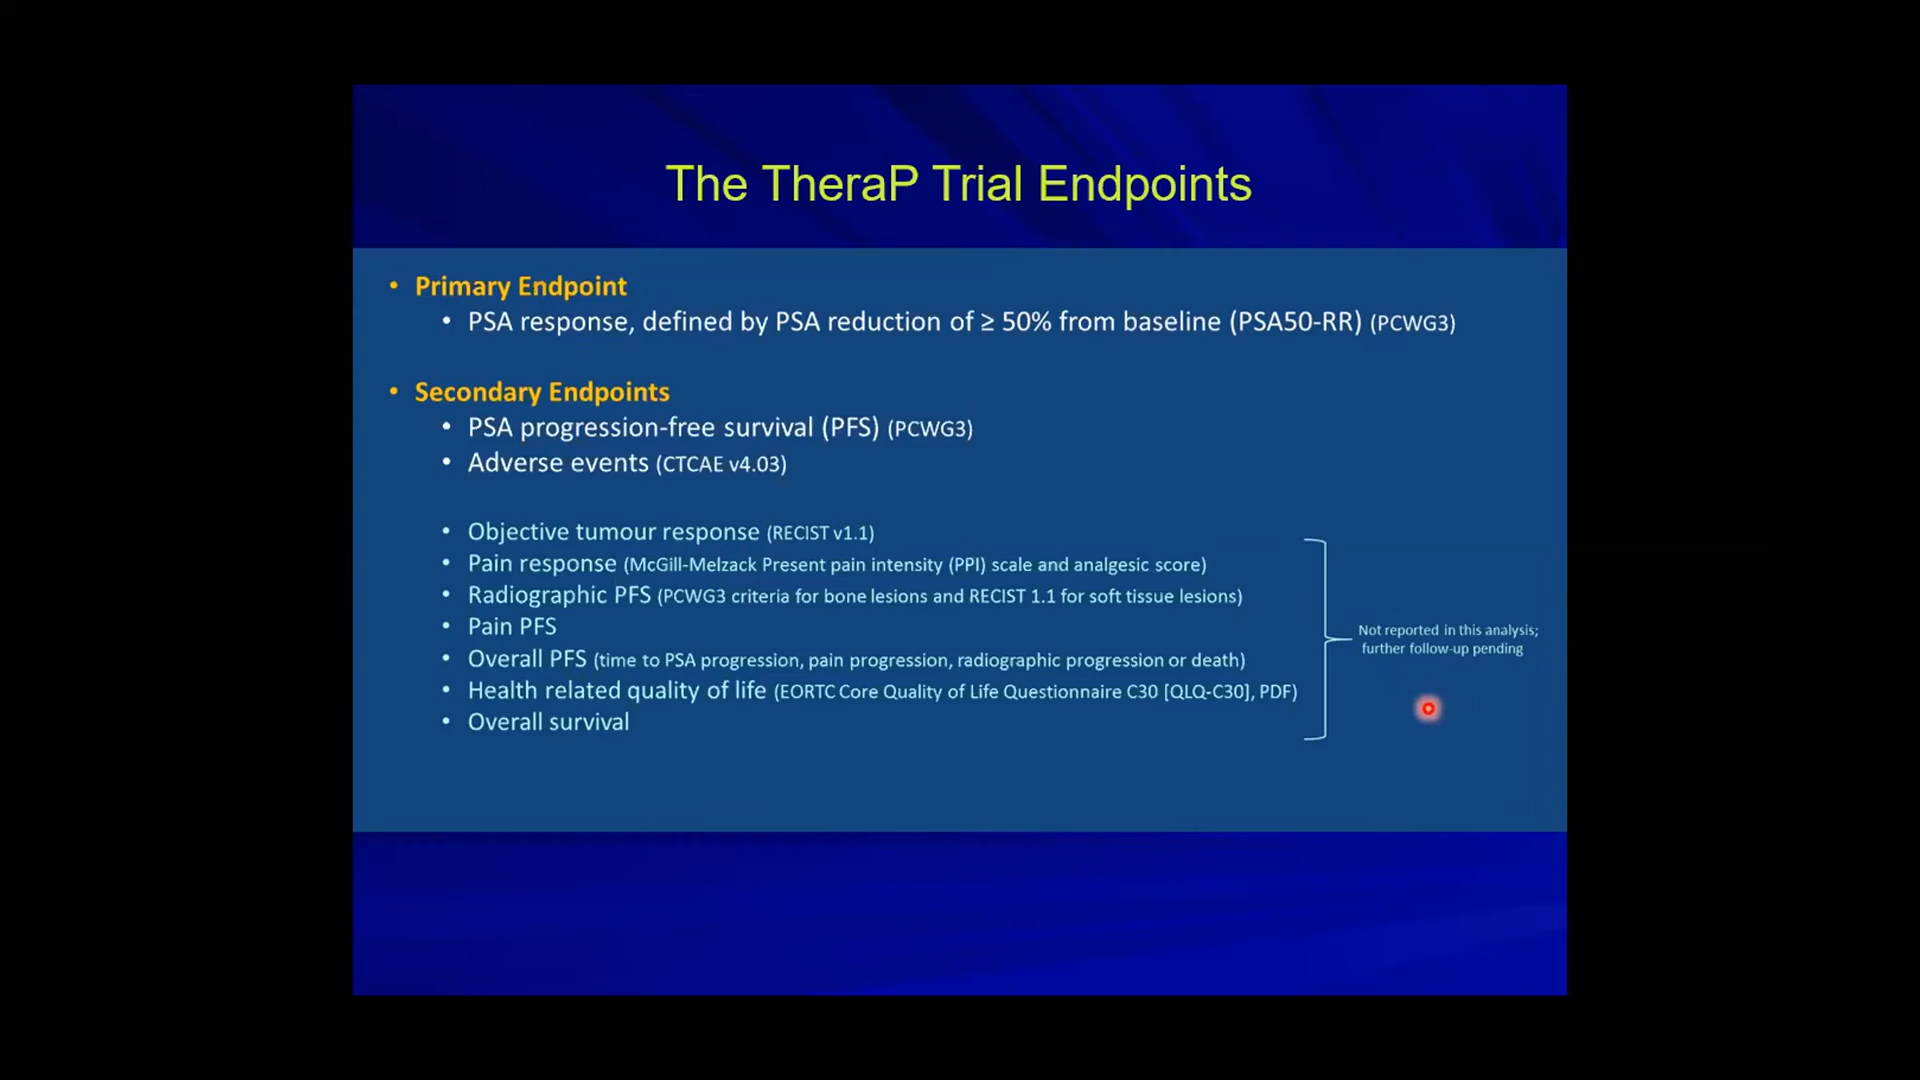 The TheraP Trial Endpoints
• Primary Endpoint
• PSA response, defined by PSA reduction of ≥ 50% from baseline (PSA50-RR) (PCWG3)
• Secondary Endpoints
• PSA progression-free survival (PFS) (PCWG3)
• Adverse events (CTCAE v4.03)
• Objective tumour response (RECIST v1.1)
• Pain response (McGill-Melzack Present pain intensity (PPI) scale and analgesic score)
• Radiographic PFS (PCWG3 criteria for bone lesions and RECIST 1.1 for soft tissue lesions)
• Pain PFS
• Overall PFS (time to PSA progression, pain progression, radiographic progression or death)
• Health related quality of life (EORTC Core Quality of Life Questionnaire C30 [QLQ-C30], PDF)
• Overall survival
Not reported in this analysis;
further follow-up pending